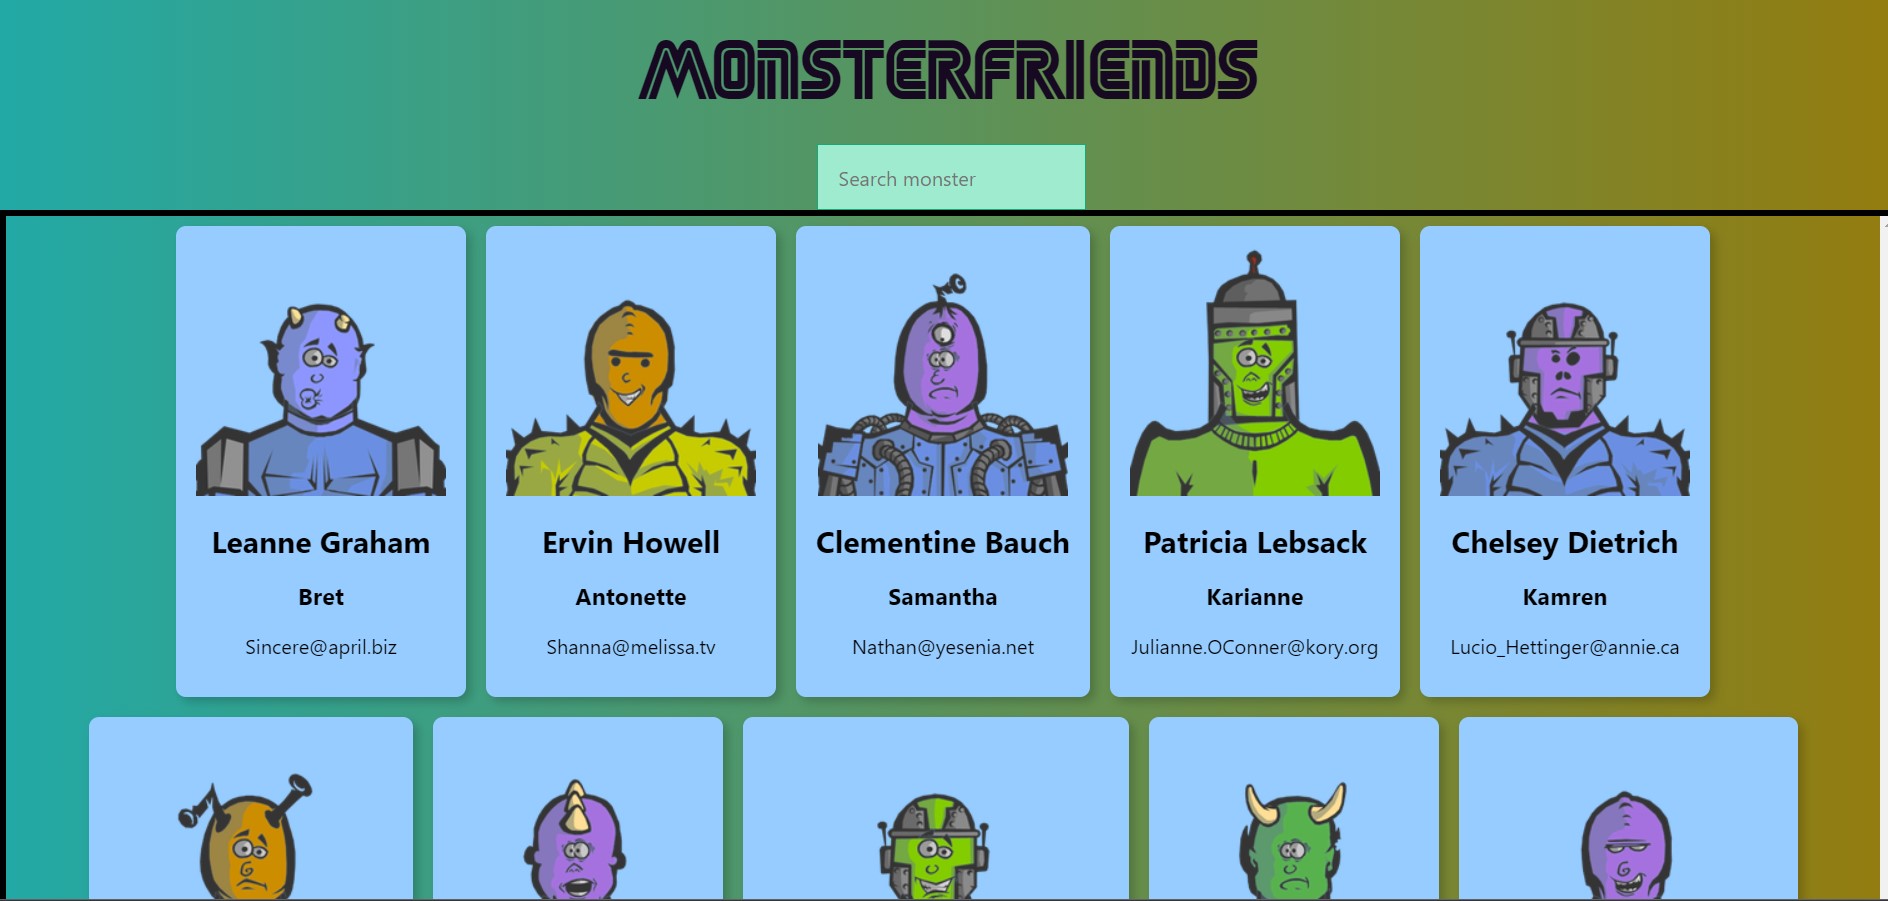 MONSTERFRIENDS
Search monster
Leanne Graham
Bret
Sincere@april.biz
Ervin Howell
Antonette
Shanna@melissa.tv
Clementine Bauch
Samantha
Nathan@yesenia.net
Patricia Lebsack
Karianne
Julianne.OConner@kory.org
Chelsey Dietrich
Kamren
Lucio_Hettinger@annie.ca